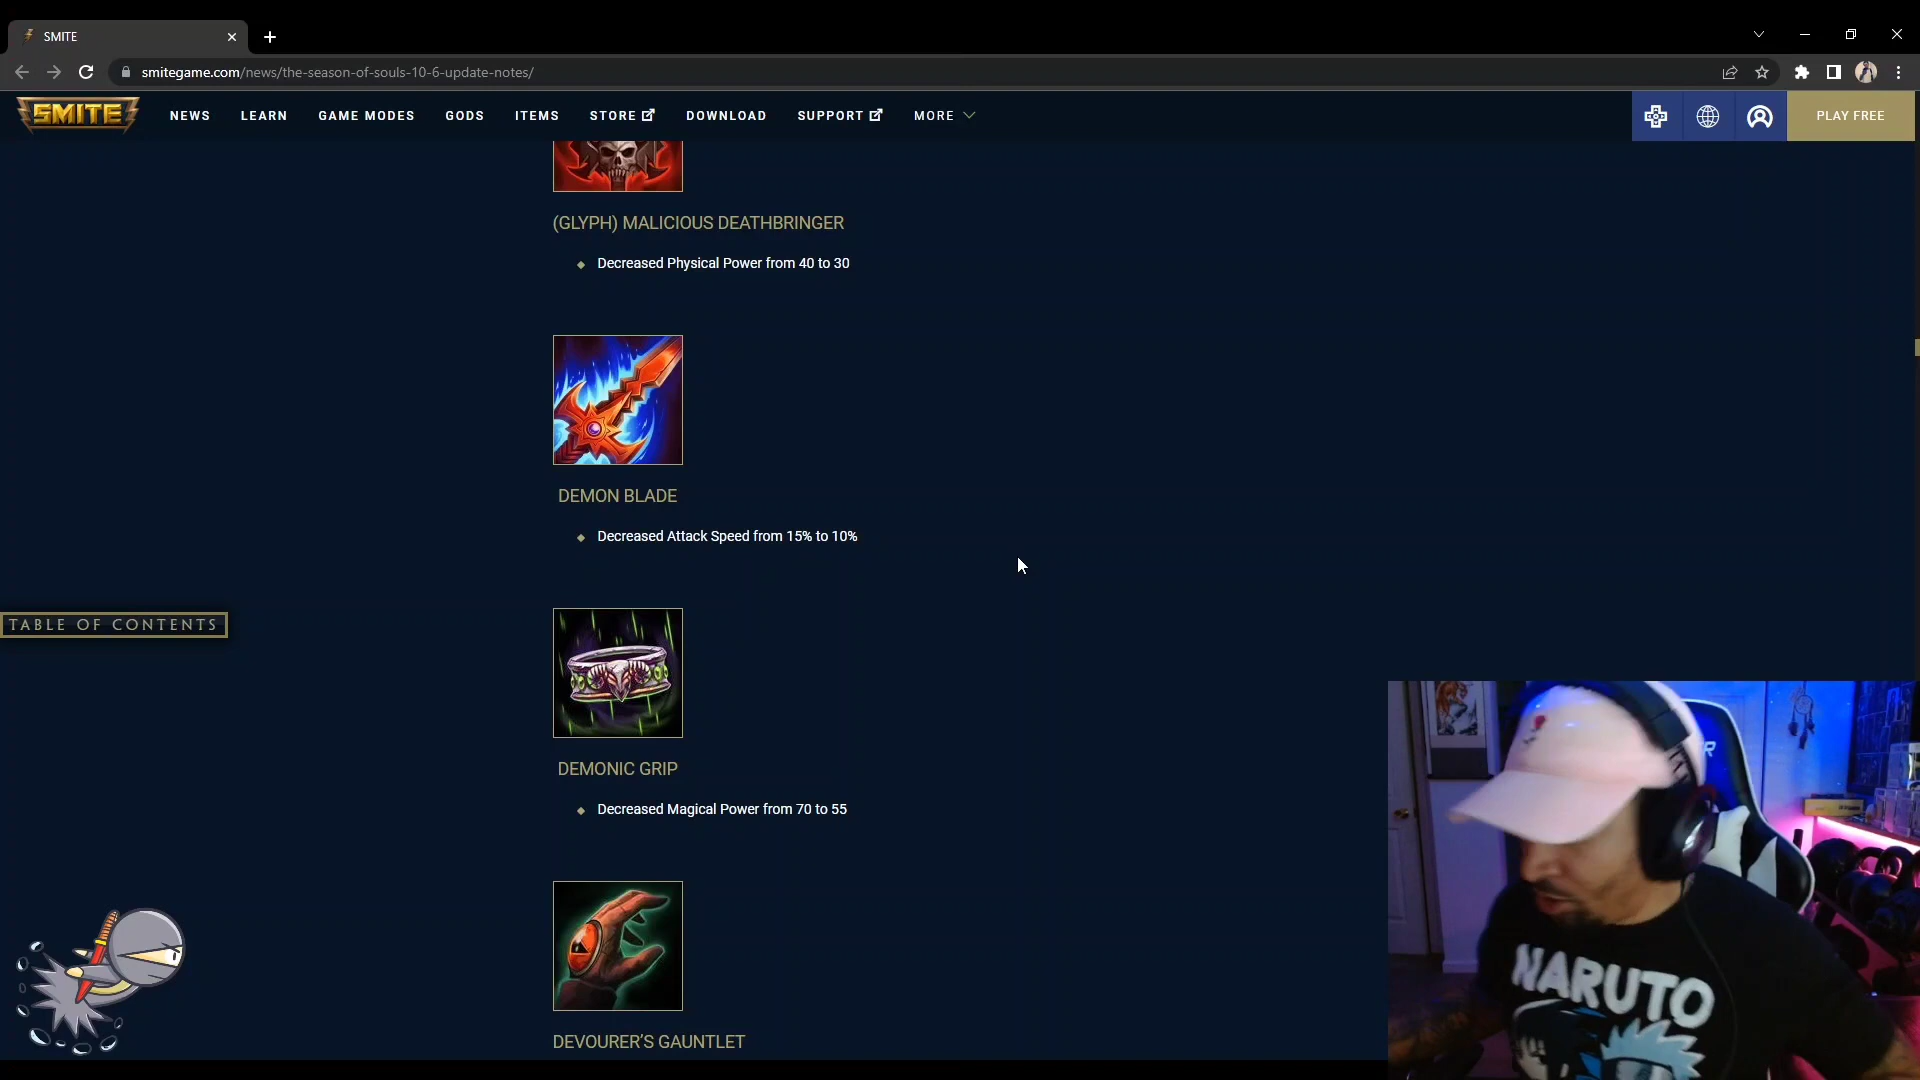 SMITE
smitegame.com/news/the-season-of-souls-10-6-update-notes/
SMITE
NEWS
LEARN
GAME MODES
GODS
ITEMS
STORE
DOWNLOAD
SUPPORT
MORE
PLAY FREE
(GLYPH) MALICIOUS DEATHBRINGER
Decreased Physical Power from 40 to 30
DEMON BLADE
Decreased Attack Speed from 15% to 10%
TABLE OF CONTENTS
DEMONIC GRIP
Decreased Magical Power from 70 to 55
DEVOURER’S GAUNTLET
NARUTO